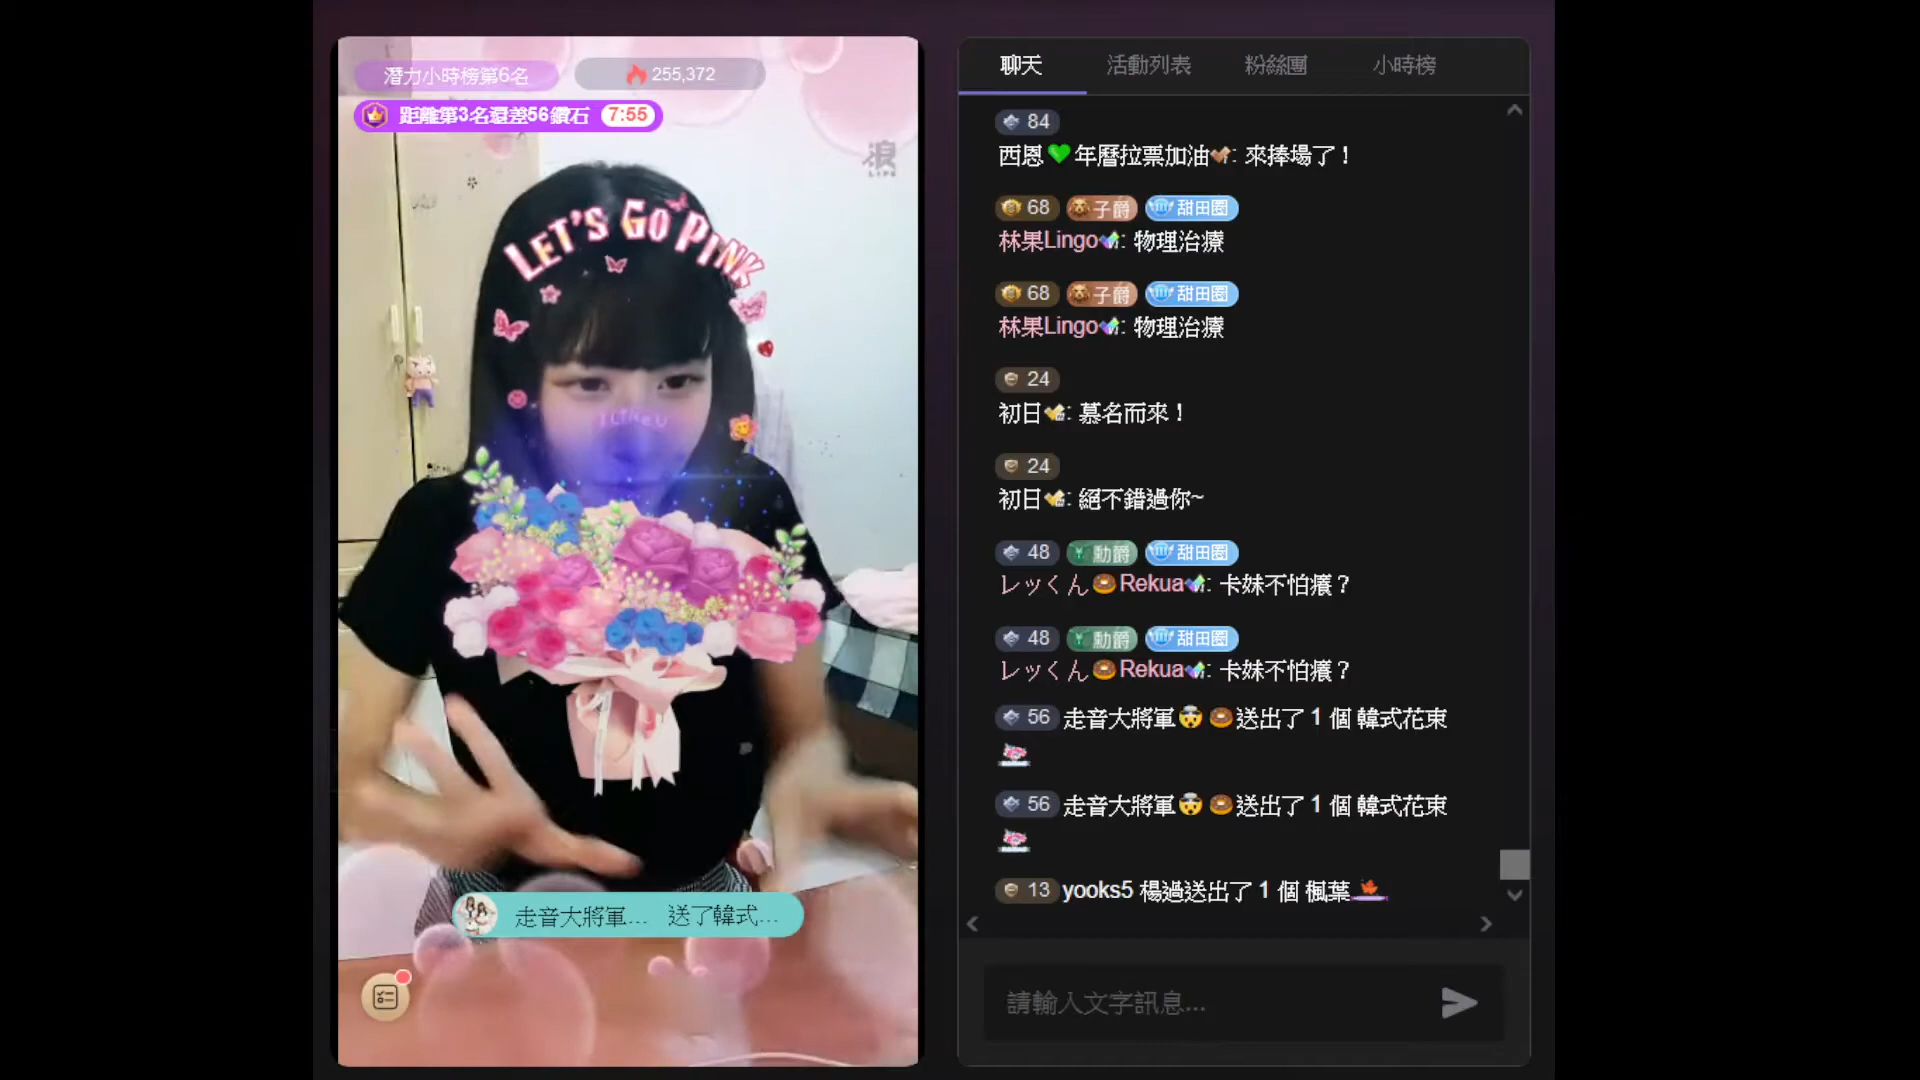 潛力小時榜第6名
255,372
距離第3名還差56鑽石 7:55
浪
LIVE
LET'S GO PINK
I Like U
走音大將軍... 送了韓式...
聊天 活動列表 粉絲團 小時榜
84
西恩💚年曆拉票加油: 來捧場了！
68 子爵 甜田圈
林果Lingo: 物理治療
68 子爵 甜田圈
林果Lingo: 物理治療
24
初日: 慕名而來！
24
初日: 絕不錯過你~
48 勳爵 甜田圈
レッくん🍩Rekua: 卡妹不怕癢？
48 勳爵 甜田圈
レッくん🍩Rekua: 卡妹不怕癢？
56 走音大將軍🤯🍩送出了 1 個 韓式花束
56 走音大將軍🤯🍩送出了 1 個 韓式花束
13 yooks5 楊過送出了 1 個 楓葉
請輸入文字訊息...